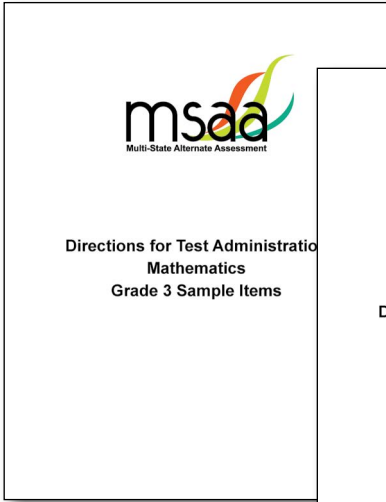 msaa
Multi-State Alternate Assessment
Directions for Test Administratio
Mathematics
Grade 3 Sample Items
D